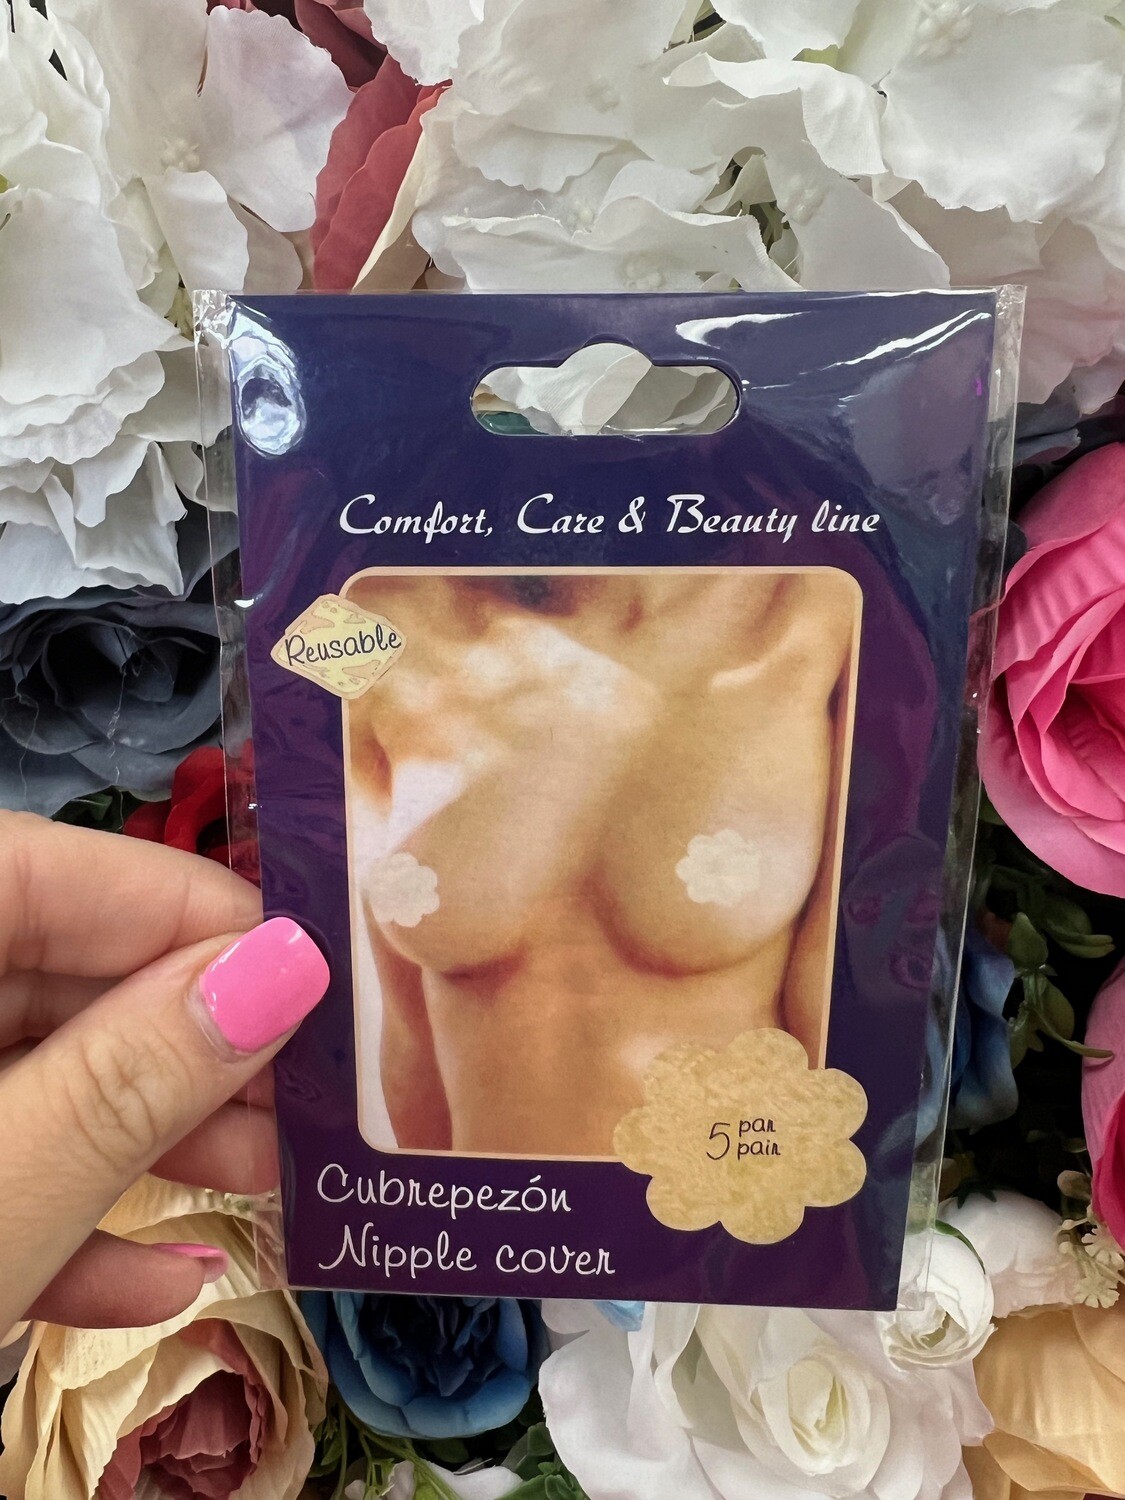 Comfort, Care & Beauty line
Reusable
5 par
pair
Cubrepezón
Nipple cover